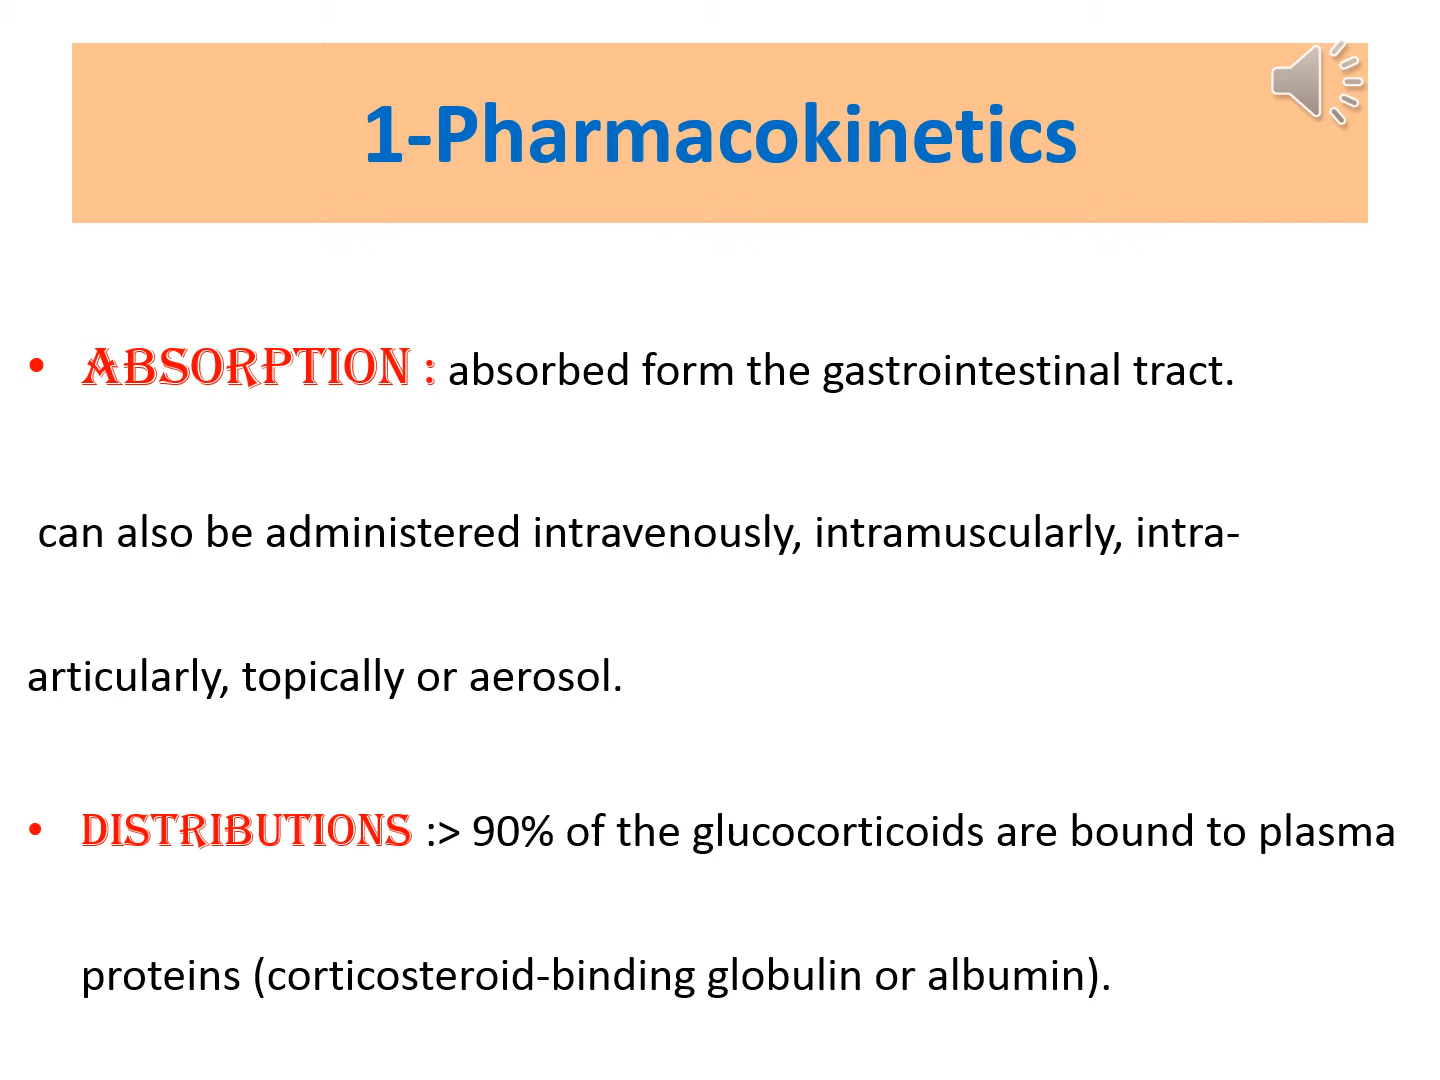 1-Pharmacokinetics
• ABSORPTION : absorbed form the gastrointestinal tract.
can also be administered intravenously, intramuscularly, intra-
articularly, topically or aerosol.
• DISTRIBUTIONS :> 90% of the glucocorticoids are bound to plasma
proteins (corticosteroid-binding globulin or albumin).